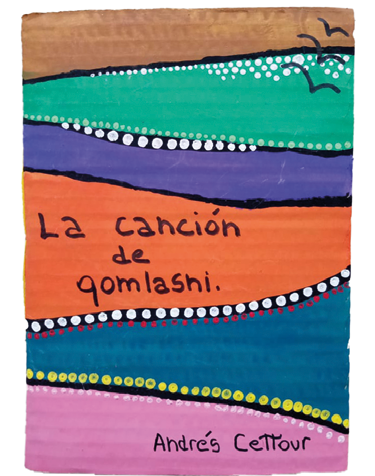 La canción
de
qomlashi.
Andrés Cettour